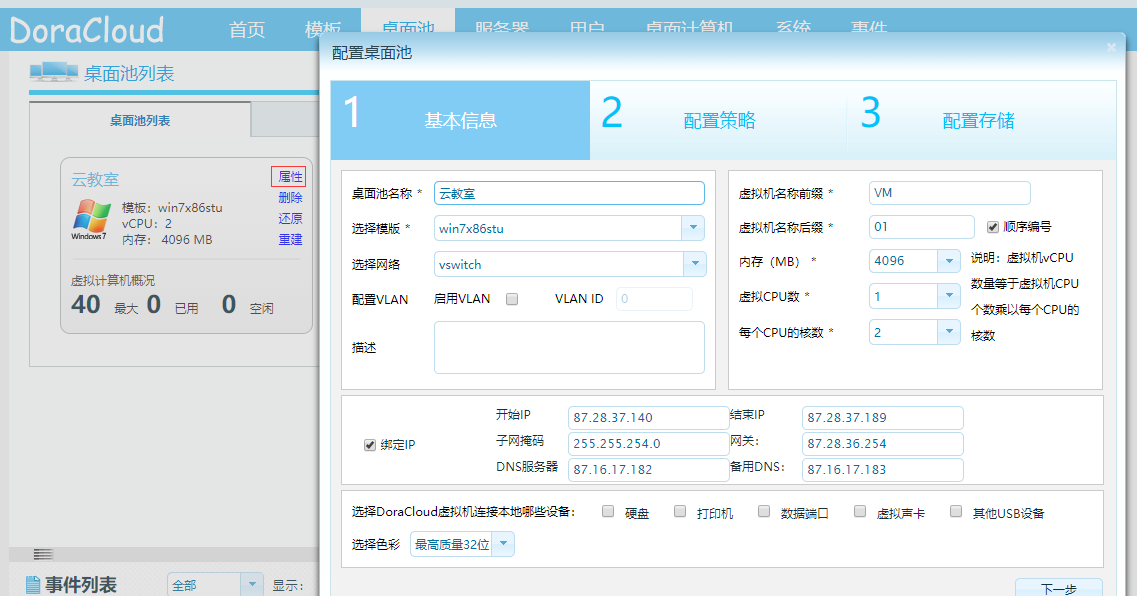 DoraCloud
首页 模板 桌面池 服务器 用户 桌面计算机 系统 事件
桌面池列表
桌面池列表
云教室
属性
删除
还原
重建
模板：win7x86stu
vCPU：2
内存：4096 MB
Windows7
虚拟计算机概况
40 最大 0 已用 0 空闲
事件列表 全部 显示：
配置桌面池 ×
1 基本信息 2 配置策略 3 配置存储
桌面池名称 * 云教室
选择模版 * win7x86stu
选择网络 vswitch
配置VLAN 启用VLAN VLAN ID 0
描述
虚拟机名称前缀 * VM
虚拟机名称后缀 * 01 顺序编号
内存（MB） * 4096
虚拟CPU数 * 1
每个CPU的核数 * 2
说明：虚拟机vCPU
数量等于虚拟机CPU
个数乘以每个CPU的
核数
绑定IP
开始IP 87.28.37.140 结束IP 87.28.37.189
子网掩码 255.255.254.0 网关： 87.28.36.254
DNS服务器 87.16.17.182 备用DNS： 87.16.17.183
选择DoraCloud虚拟机连接本地哪些设备： 硬盘 打印机 数据端口 虚拟声卡 其他USB设备
选择色彩 最高质量32位
下一步